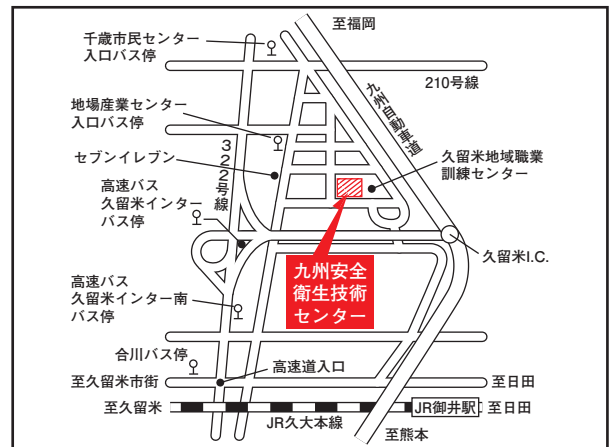 至福岡
千歳市民センター
入口バス停
210号線
九州自動車道
地場産業センター
入口バス停
セブンイレブン
322号線
久留米地域職業
訓練センター
高速バス
久留米インター
バス停
久留米I.C.
九州安全
衛生技術
センター
高速バス
久留米インター南
バス停
合川バス停
高速道入口
至久留米市街
至日田
至久留米
JR久大本線
JR御井駅
至日田
至熊本